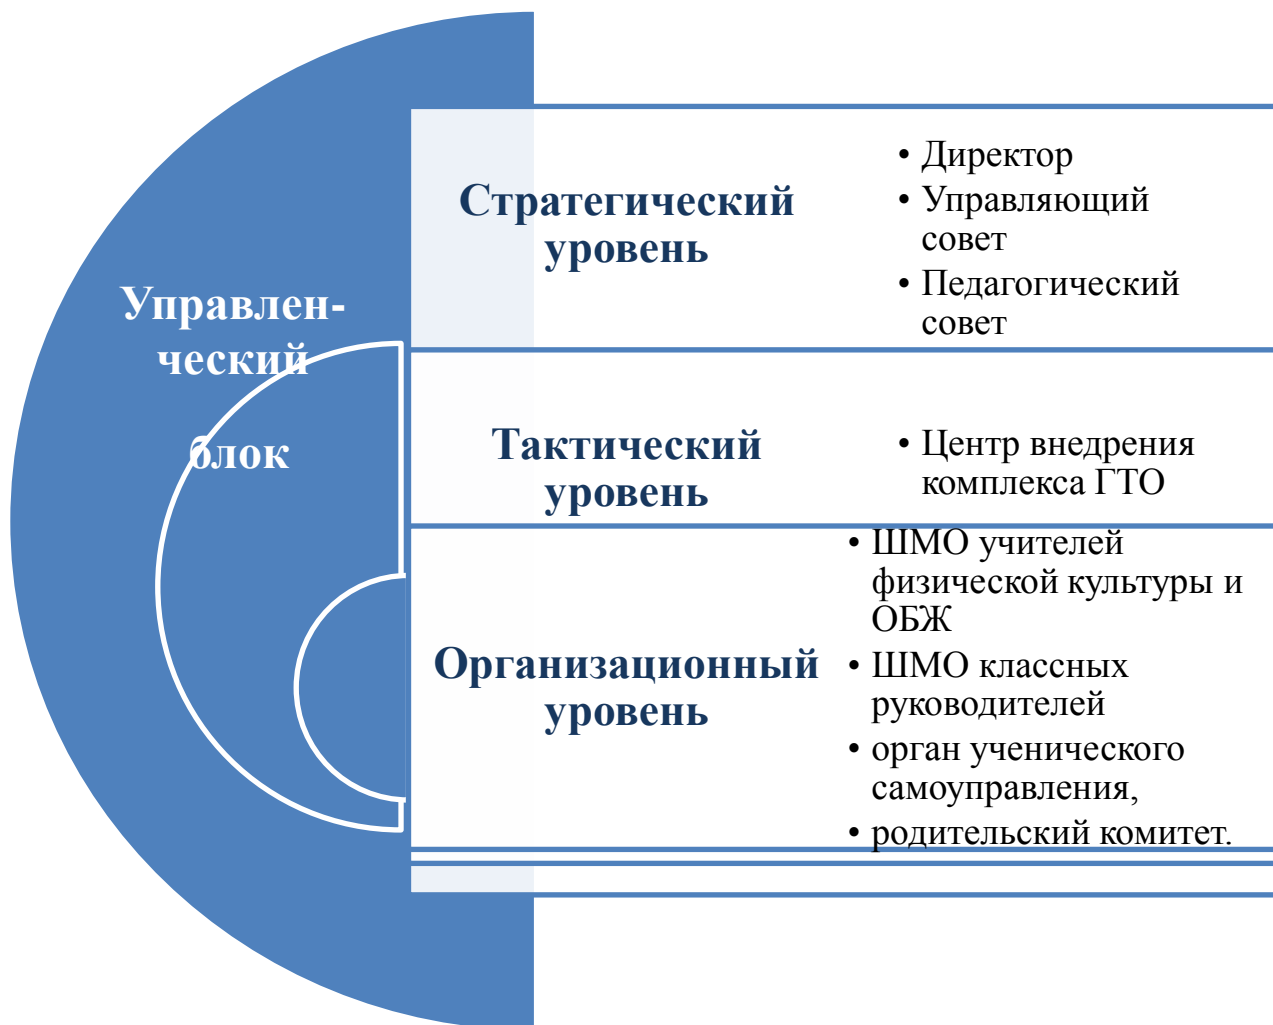 Управлен-
ческий
блок
Стратегический
уровень
• Директор
• Управляющий
совет
• Педагогический
совет
Тактический
уровень
• Центр внедрения
комплекса ГТО
Организационный
уровень
• ШМО учителей
физической культуры и
ОБЖ
• ШМО классных
руководителей
• орган ученического
самоуправления,
• родительский комитет.